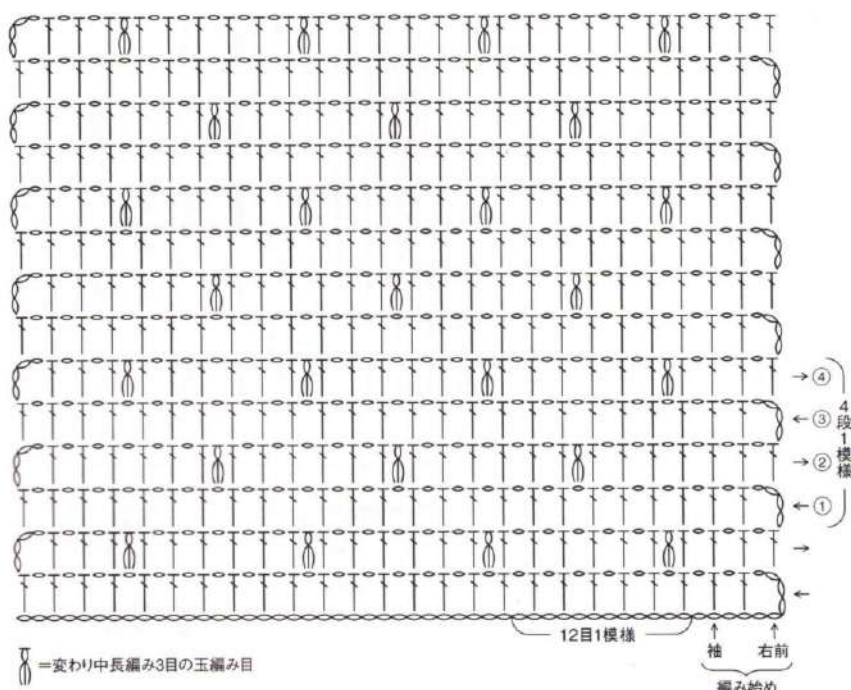 →④
←③
→②
←①
4段1模様
→
←
12目1模様
袖
右前
編み始め
=変わり中長編み3目の玉編み目